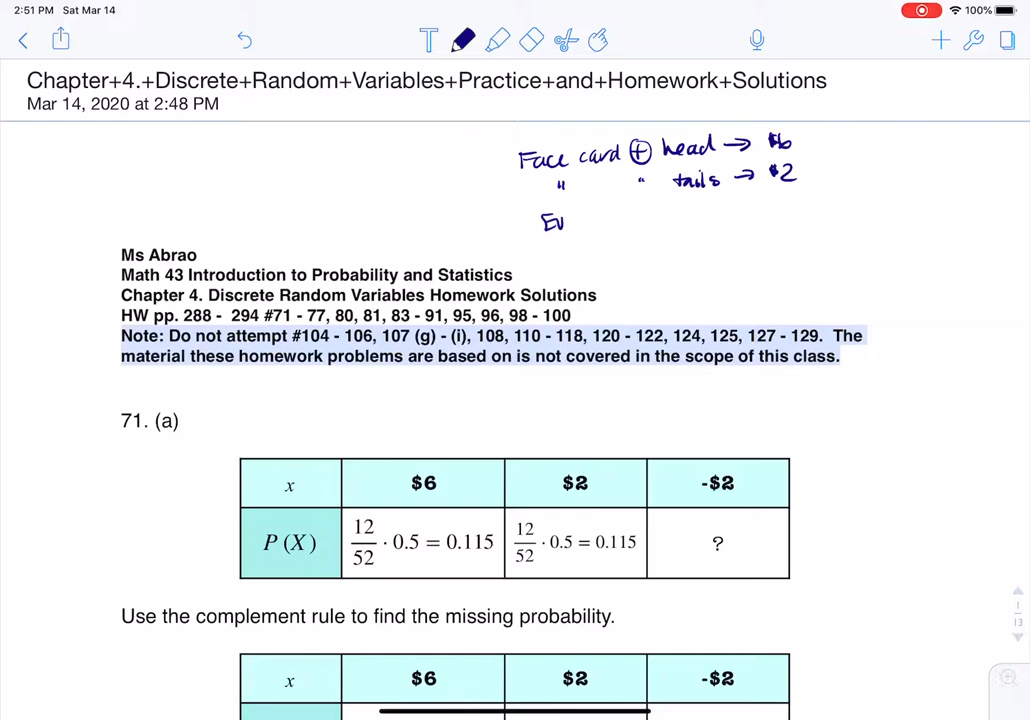 2:51 PM Sat Mar 14
100%
Chapter+4.+Discrete+Random+Variables+Practice+and+Homework+Solutions
Mar 14, 2020 at 2:48 PM
Face card + head → $6
" " tails → $2
Ev
Ms Abrao
Math 43 Introduction to Probability and Statistics
Chapter 4. Discrete Random Variables Homework Solutions
HW pp. 288 - 294 #71 - 77, 80, 81, 83 - 91, 95, 96, 98 - 100
Note: Do not attempt #104 - 106, 107 (g) - (i), 108, 110 - 118, 120 - 122, 124, 125, 127 - 129. The
material these homework problems are based on is not covered in the scope of this class.
71. (a)
x $6 $2 -$2
P (X) 12/52 · 0.5 = 0.115 12/52 · 0.5 = 0.115 ?
Use the complement rule to find the missing probability.
x $6 $2 -$2
1
13